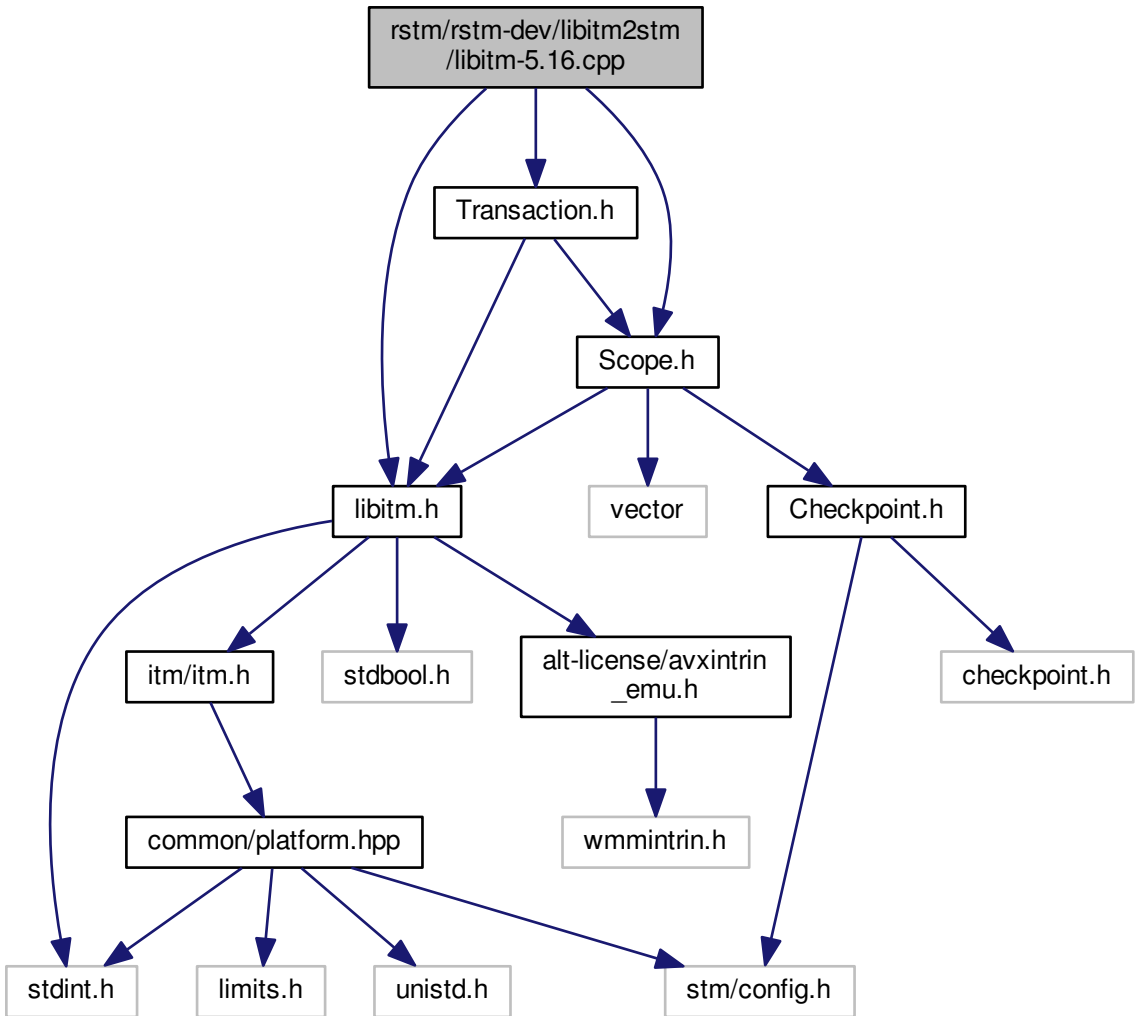 rstm/rstm-dev/libitm2stm
/libitm-5.16.cpp
Transaction.h
Scope.h
libitm.h
vector
Checkpoint.h
itm/itm.h
stdbool.h
alt-license/avxintrin
_emu.h
checkpoint.h
common/platform.hpp
wmmintrin.h
stdint.h
limits.h
unistd.h
stm/config.h